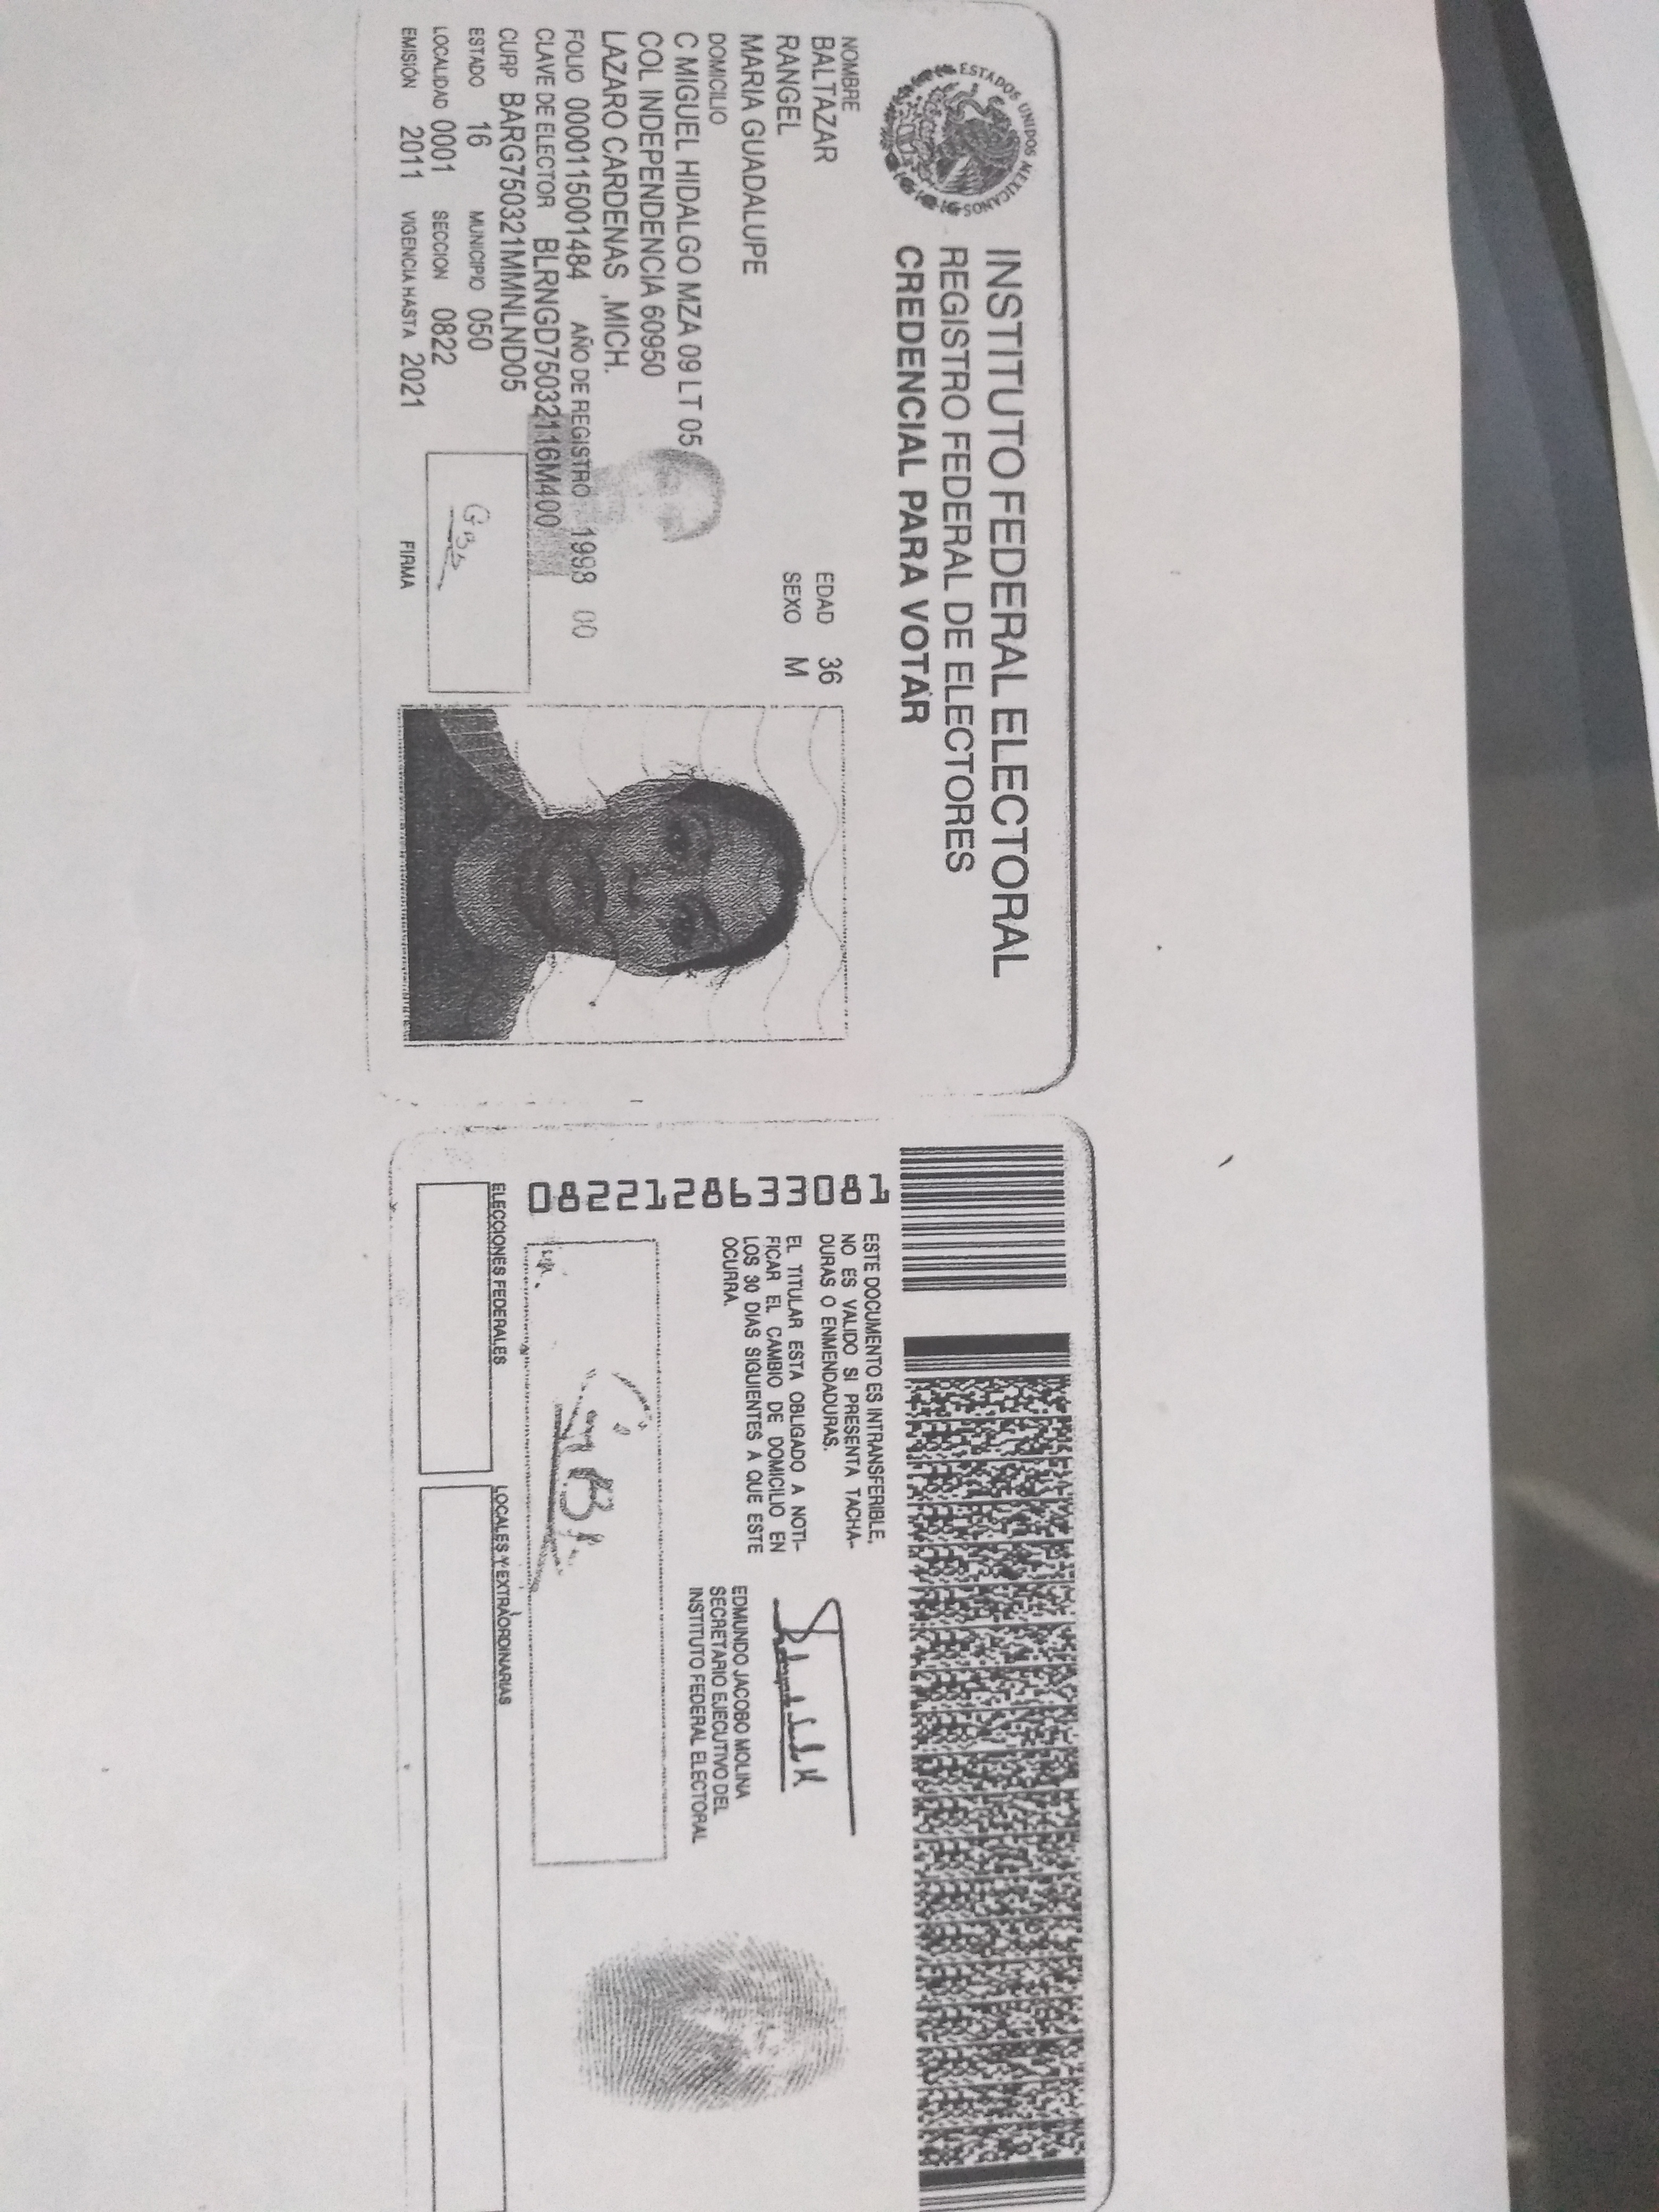 ESTADOS UNIDOS MEXICANOS
INSTITUTO FEDERAL ELECTORAL
REGISTRO FEDERAL DE ELECTORES
CREDENCIAL PARA VOTAR
NOMBRE
BALTAZAR
RANGEL
MARIA GUADALUPE
EDAD 36
SEXO M
DOMICILIO
C MIGUEL HIDALGO MZA 09 LT 05
COL INDEPENDENCIA 60950
LAZARO CARDENAS ,MICH.
FOLIO 0000115001484 AÑO DE REGISTRO 1998 00
CLAVE DE ELECTOR BLRNGD75032116M400
CURP BARG750321MMNLND05
ESTADO 16 MUNICIPIO 050
LOCALIDAD 0001 SECCION 0822
EMISIÓN 2011 VIGENCIA HASTA 2021
FIRMA
0822128633081
ESTE DOCUMENTO ES INTRANSFERIBLE,
NO ES VALIDO SI PRESENTA TACHA-
DURAS O ENMENDADURAS.
EL TITULAR ESTA OBLIGADO A NOTI-
FICAR EL CAMBIO DE DOMICILIO EN
LOS 30 DIAS SIGUIENTES A QUE ESTE
OCURRA.
EDMUNDO JACOBO MOLINA
SECRETARIO EJECUTIVO DEL
INSTITUTO FEDERAL ELECTORAL
ELECCIONES FEDERALES
LOCALES Y EXTRAORDINARIAS